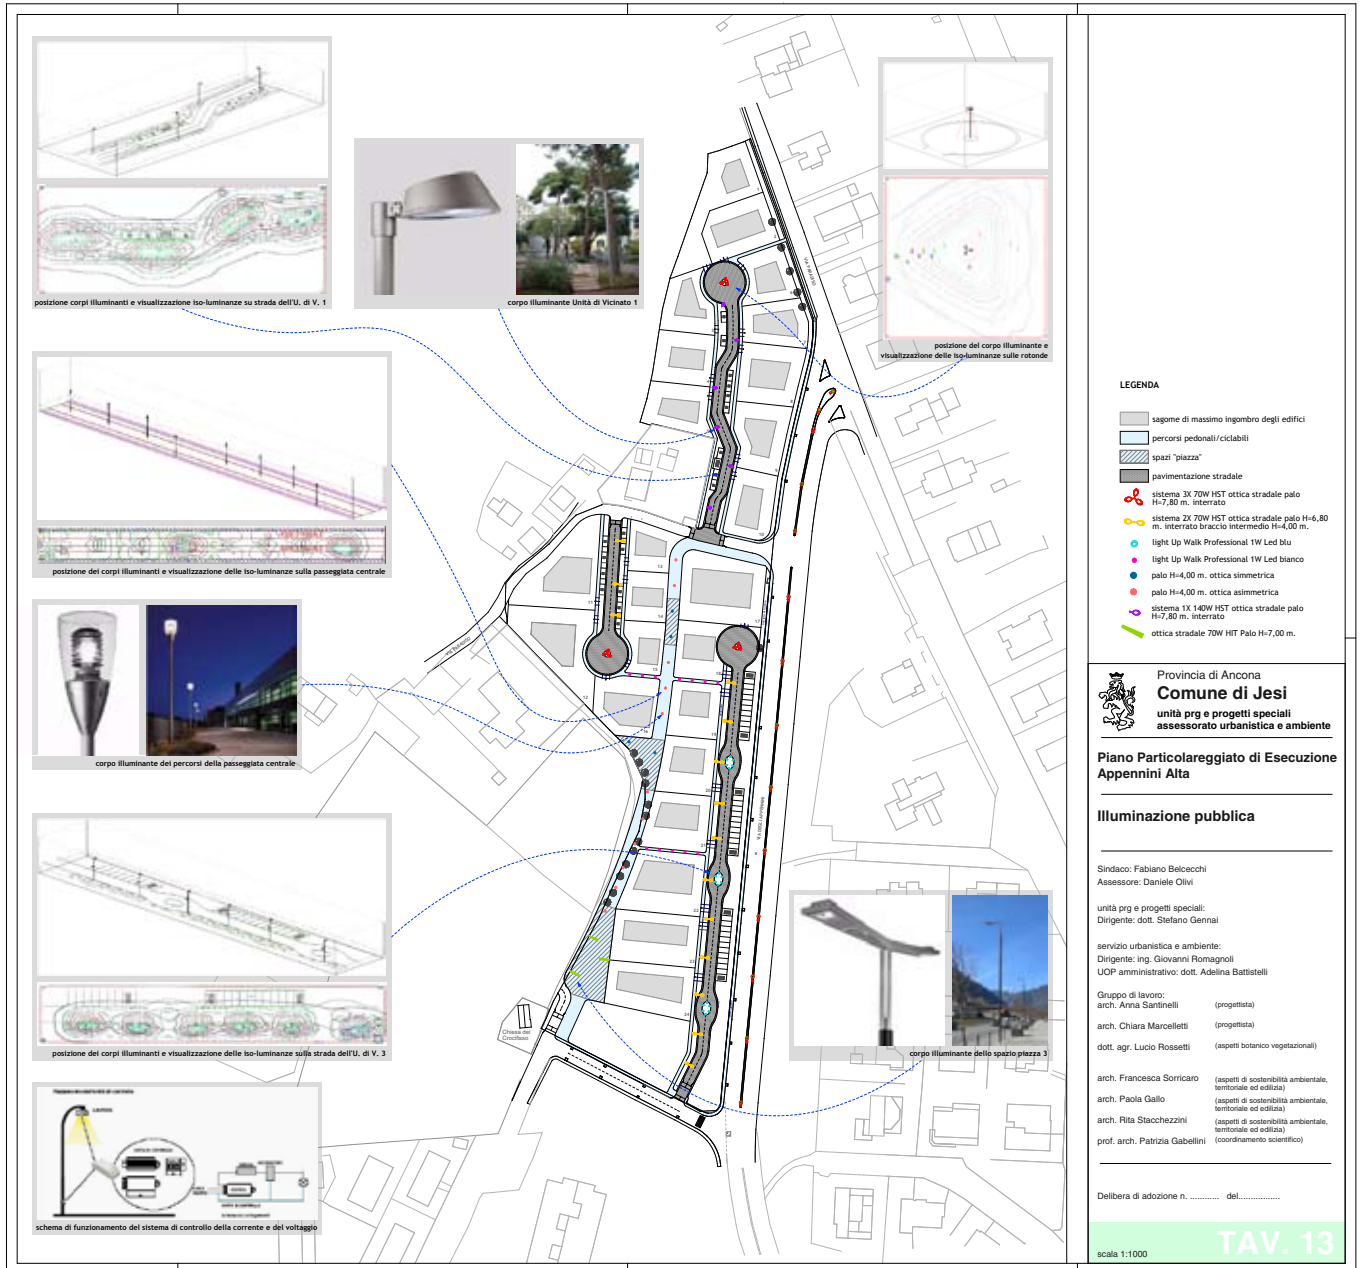 posizione corpi illuminanti e visualizzazione iso-luminanze su strada dell'U. di V. 1
corpo illuminante Unità di Vicinato 1
posizione del corpo illuminante e
visualizzazione delle iso-luminanze sulle rotonde
posizione dei corpi illuminanti e visualizzazione delle iso-luminanze sulla passeggiata centrale
corpo illuminante dei percorsi della passeggiata centrale
posizione dei corpi illuminanti e visualizzazione delle iso-luminanze sulla strada dell'U. di V. 3
schema di funzionamento del sistema di controllo della corrente e del voltaggio
corpo illuminante dello spazio piazza 3
Chiesa del
Crocifisso
VIA DEGLI APPENNINI
LEGENDA
sagome di massimo ingombro degli edifici
percorsi pedonali/ciclabili
spazi "piazza"
pavimentazione stradale
sistema 3X 70W HST ottica stradale palo
H=7,80 m. interrato
sistema 2X 70W HST ottica stradale palo H=6,80
m. interrato braccio intermedio H=4,00 m.
light Up Walk Professional 1W Led blu
light Up Walk Professional 1W Led bianco
palo H=4,00 m. ottica simmetrica
palo H=4,00 m. ottica asimmetrica
sistema 1X 140W HST ottica stradale palo
H=7,80 m. interrato
ottica stradale 70W HIT Palo H=7,00 m.
Provincia di Ancona
Comune di Jesi
unità prg e progetti speciali
assessorato urbanistica e ambiente
Piano Particolareggiato di Esecuzione
Appennini Alta
Illuminazione pubblica
Sindaco: Fabiano Belcecchi
Assessore: Daniele Olivi
unità prg e progetti speciali:
Dirigente: dott. Stefano Gennai
servizio urbanistica e ambiente:
Dirigente: ing. Giovanni Romagnoli
UOP amministrativo: dott. Adelina Battistelli
Gruppo di lavoro:
arch. Anna Santinelli (progettista)
arch. Chiara Marcelletti (progettista)
dott. agr. Lucio Rossetti (aspetti botanico vegetazionali)
arch. Francesca Sorricaro (aspetti di sostenibilità ambientale,
territoriale ed edilizia)
arch. Paola Gallo (aspetti di sostenibilità ambientale,
territoriale ed edilizia)
arch. Rita Stacchezzini (aspetti di sostenibilità ambientale,
territoriale ed edilizia)
prof. arch. Patrizia Gabellini (coordinamento scientifico)
Delibera di adozione n. ............ del.................
scala 1:1000
TAV. 13